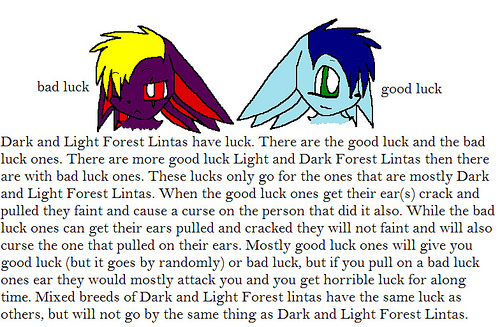 bad luck
good luck
Dark and Light Forest Lintas have luck. There are the good luck and the bad
luck ones. There are more good luck Light and Dark Forest Lintas then there
are with bad luck ones. These lucks only go for the ones that are mostly Dark
and Light Forest Lintas. When the good luck ones get their ear(s) crack and
pulled they faint and cause a curse on the person that did it also. While the bad
luck ones can get their ears pulled and cracked they will not faint and will also
curse the one that pulled on their ears. Mostly good luck ones will give you
good luck (but it goes by randomly) or bad luck, but if you pull on a bad luck
ones ear they would mostly attack you and you get horrible luck for along
time. Mixed breeds of Dark and Light Forest lintas have the same luck as
others, but will not go by the same thing as Dark and Light Forest Lintas.